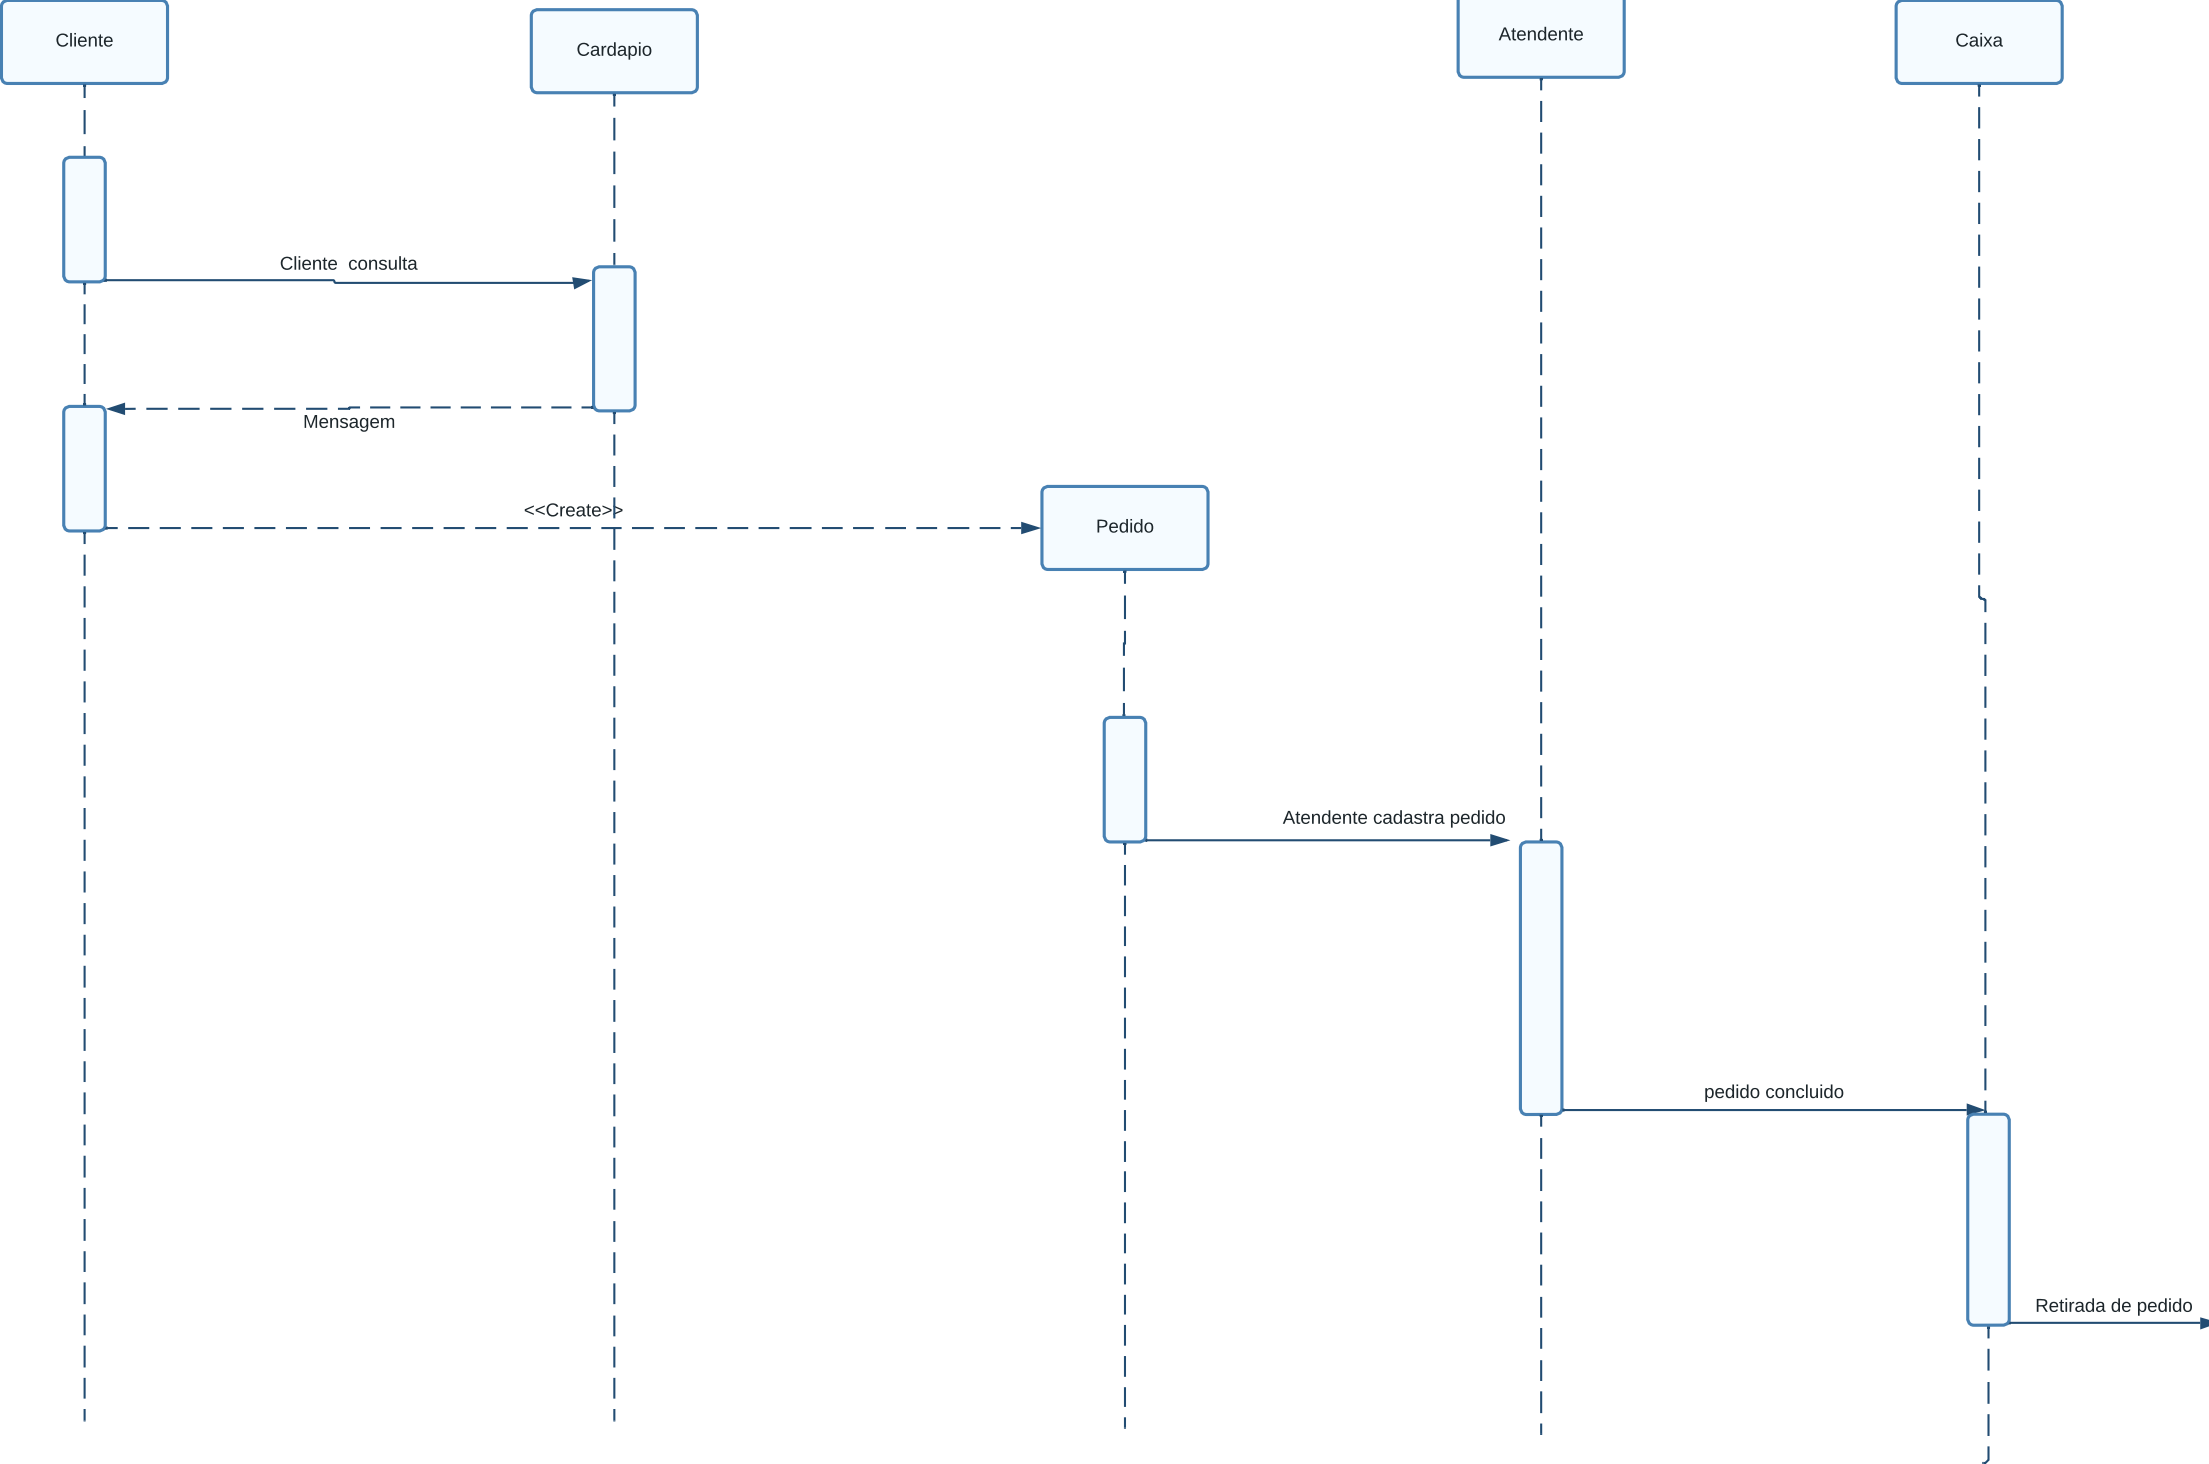 Cliente
Cardapio
Atendente
Caixa
Cliente  consulta
Mensagem
<<Create>>
Pedido
Atendente cadastra pedido
pedido concluido
Retirada de pedido